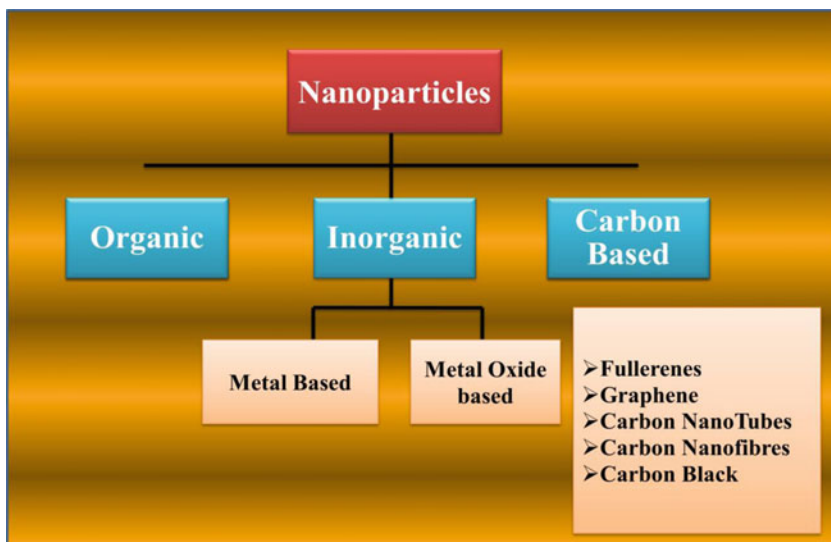 Nanoparticles
Organic
Inorganic
Carbon
Based
Metal Based
Metal Oxide
based
➢Fullerenes
➢Graphene
➢Carbon NanoTubes
➢Carbon Nanofibres
➢Carbon Black